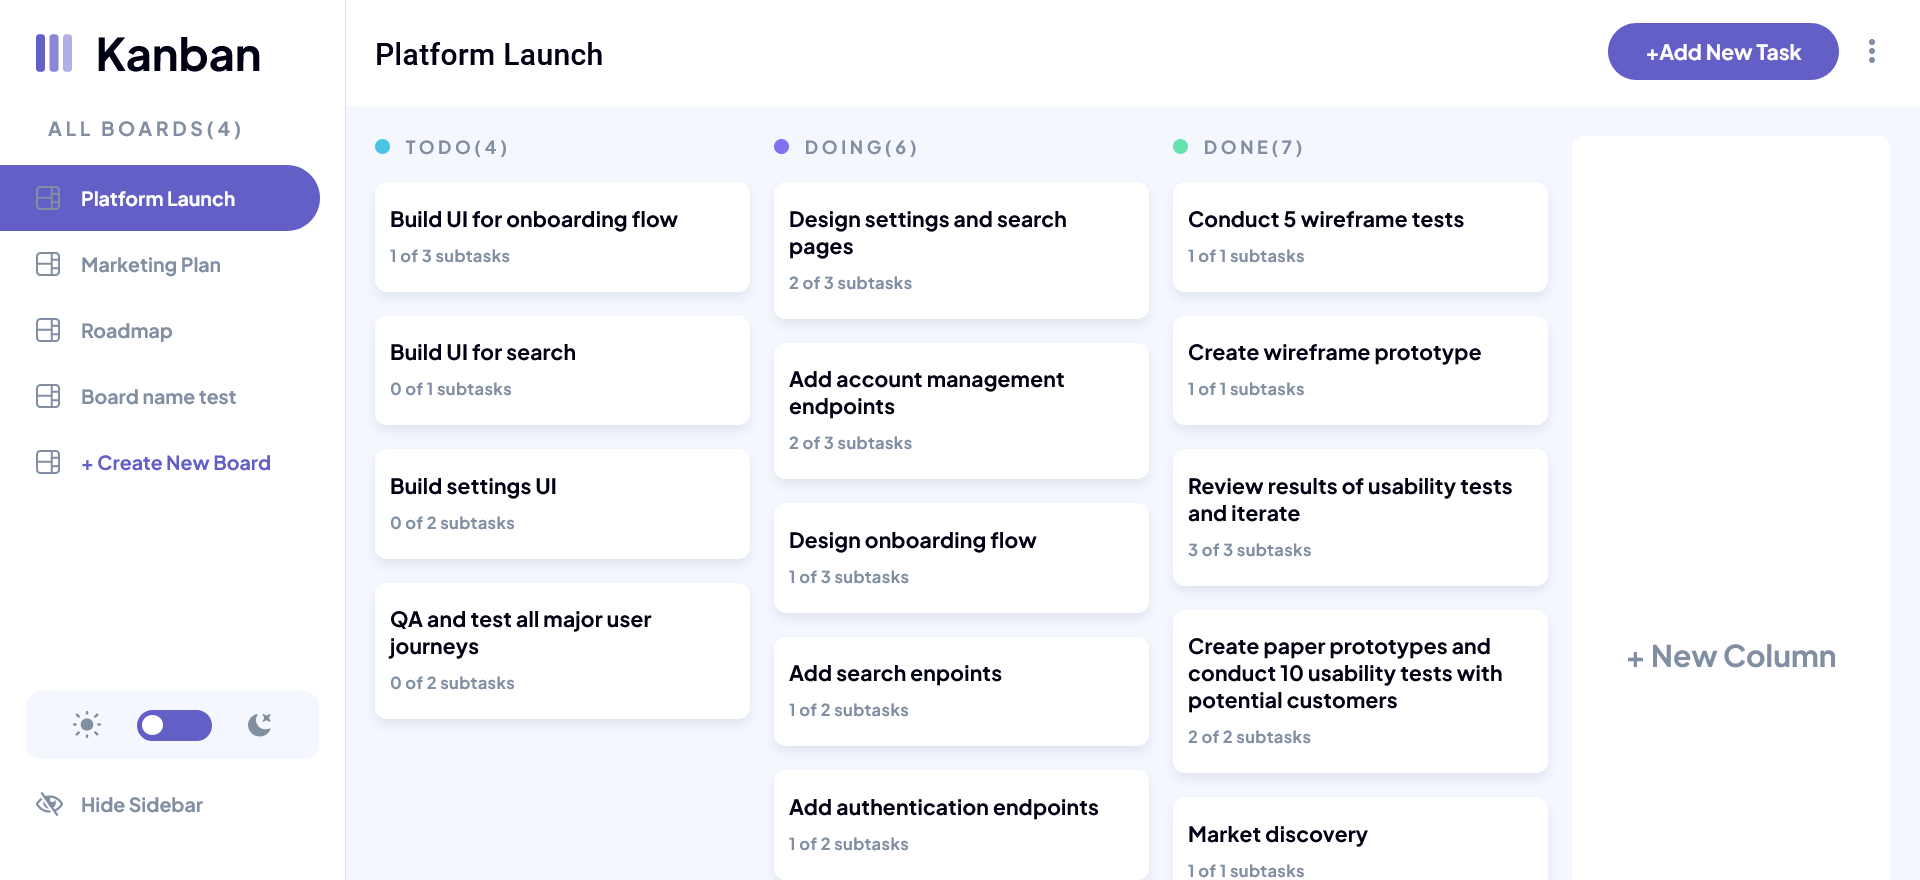 Kanban
ALL BOARDS(4)
Platform Launch
Marketing Plan
Roadmap
Board name test
+ Create New Board
Hide Sidebar
Platform Launch
+Add New Task
TODO(4)
Build UI for onboarding flow
1 of 3 subtasks
Build UI for search
0 of 1 subtasks
Build settings UI
0 of 2 subtasks
QA and test all major user
journeys
0 of 2 subtasks
DOING(6)
Design settings and search
pages
2 of 3 subtasks
Add account management
endpoints
2 of 3 subtasks
Design onboarding flow
1 of 3 subtasks
Add search enpoints
1 of 2 subtasks
Add authentication endpoints
1 of 2 subtasks
DONE(7)
Conduct 5 wireframe tests
1 of 1 subtasks
Create wireframe prototype
1 of 1 subtasks
Review results of usability tests
and iterate
3 of 3 subtasks
Create paper prototypes and
conduct 10 usability tests with
potential customers
2 of 2 subtasks
Market discovery
1 of 1 subtasks
+ New Column